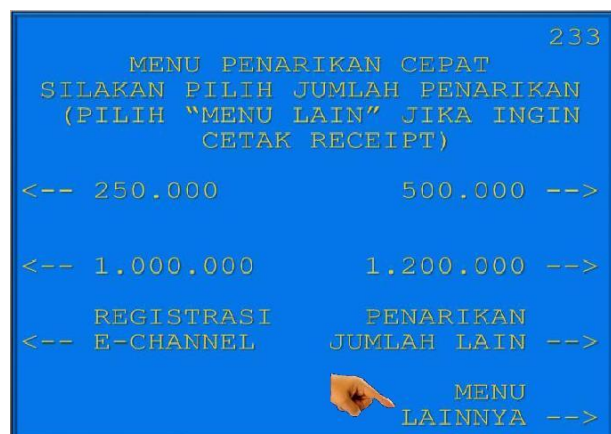 233
MENU PENARIKAN CEPAT
SILAKAN PILIH JUMLAH PENARIKAN
(PILIH “MENU LAIN” JIKA INGIN
CETAK RECEIPT)
<-- 250.000 500.000 -->
<-- 1.000.000 1.200.000 -->
REGISTRASI PENARIKAN
<-- E-CHANNEL JUMLAH LAIN -->
MENU
LAINNYA -->